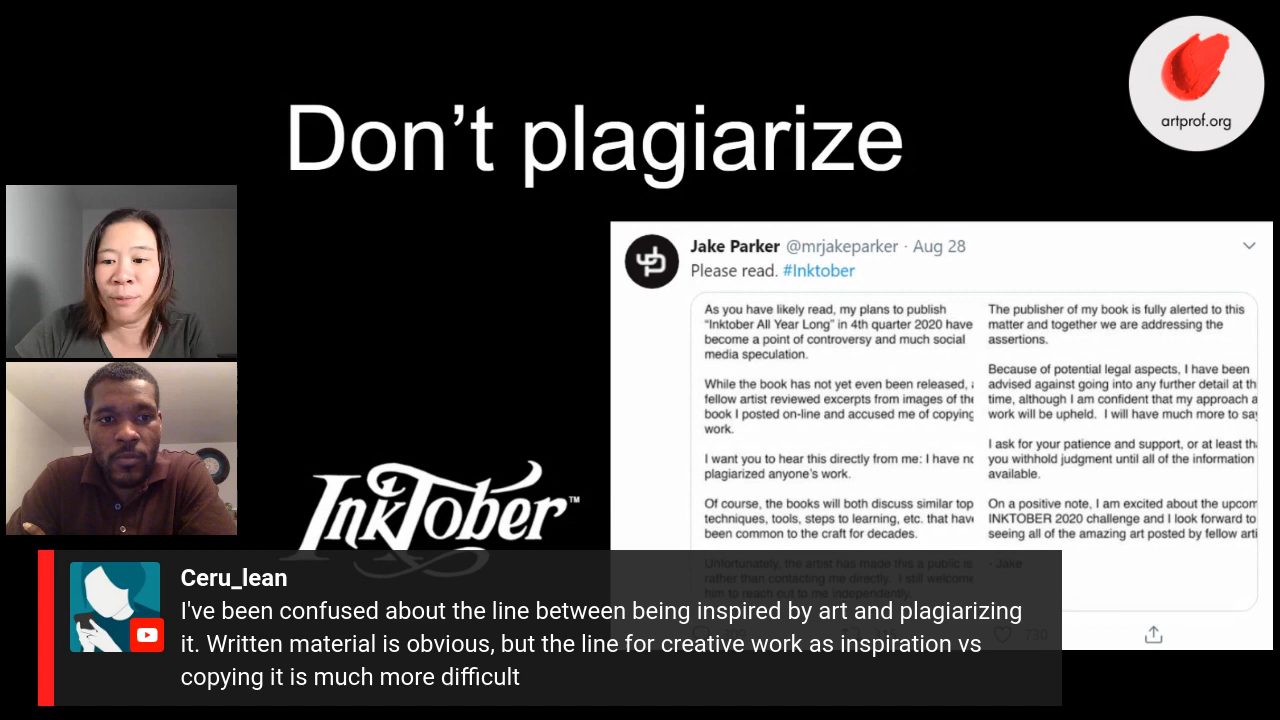 Don't plagiarize
artprof.org
Jake Parker @mrjakeparker · Aug 28
Please read. #Inktober
As you have likely read, my plans to publish
"Inktober All Year Long" in 4th quarter 2020 have
become a point of controversy and much social
media speculation.
While the book has not yet even been released,
fellow artist reviewed excerpts from images of the
book I posted on-line and accused me of copying
work.
I want you to hear this directly from me: I have
plagiarized anyone's work.
Of course, the books will both discuss similar top
techniques, tools, steps to learning, etc. that have
been common to the craft for decades.
Unfortunately, the artist has made this a public
rather than contacting me directly. I still welcome
him to reach out to me independently.
The publisher of my book is fully alerted to this
matter and together we are addressing the
assertions.
Because of potential legal aspects, I have been
advised against going into any further detail at th
time, although I am confident that my approach a
work will be upheld. I will have much more to say
I ask for your patience and support, or at least tha
you withhold judgment until all of the information
available.
On a positive note, I am excited about the upcom
INKTOBER 2020 challenge and I look forward to
seeing all of the amazing art posted by fellow arti
- Jake
730
InkTober™
Ceru_lean
I've been confused about the line between being inspired by art and plagiarizing
it. Written material is obvious, but the line for creative work as inspiration vs
copying it is much more difficult